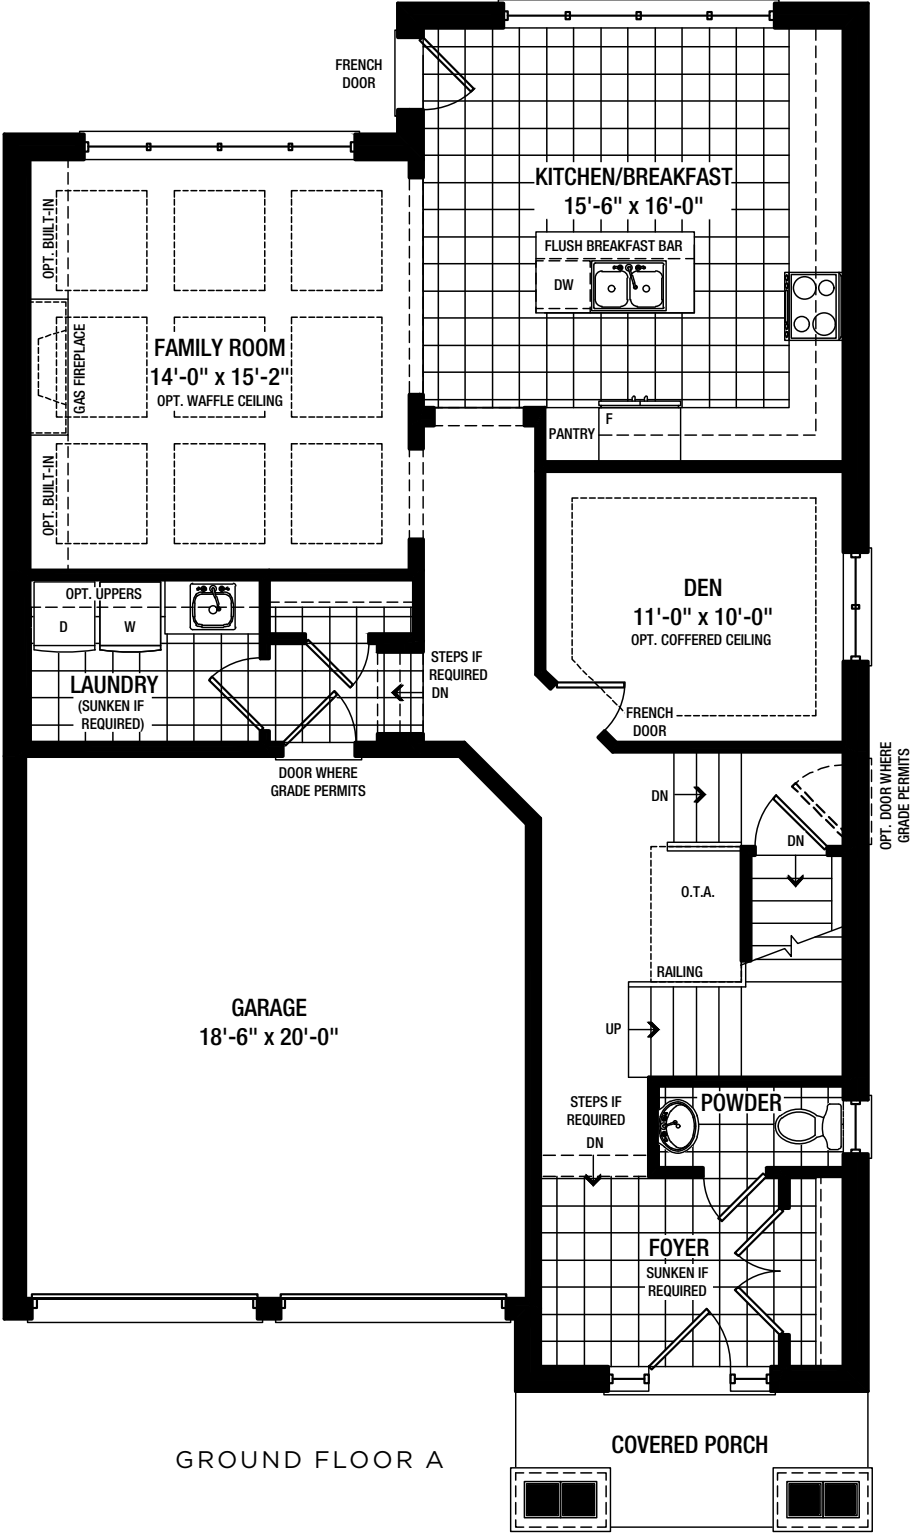 FRENCH
DOOR
KITCHEN/BREAKFAST
15'-6" x 16'-0"
FLUSH BREAKFAST BAR
DW
OPT. BUILT-IN
GAS FIREPLACE
FAMILY ROOM
14'-0" x 15'-2"
OPT. WAFFLE CEILING
OPT. BUILT-IN
PANTRY
F
DEN
11'-0" x 10'-0"
OPT. COFFERED CEILING
FRENCH
DOOR
OPT. UPPERS
D
W
LAUNDRY
(SUNKEN IF
REQUIRED)
STEPS IF
REQUIRED
DN
DOOR WHERE
GRADE PERMITS
OPT. DOOR WHERE
GRADE PERMITS
DN
DN
O.T.A.
RAILING
UP
GARAGE
18'-6" x 20'-0"
STEPS IF
REQUIRED
DN
POWDER
FOYER
SUNKEN IF
REQUIRED
COVERED PORCH
GROUND FLOOR A